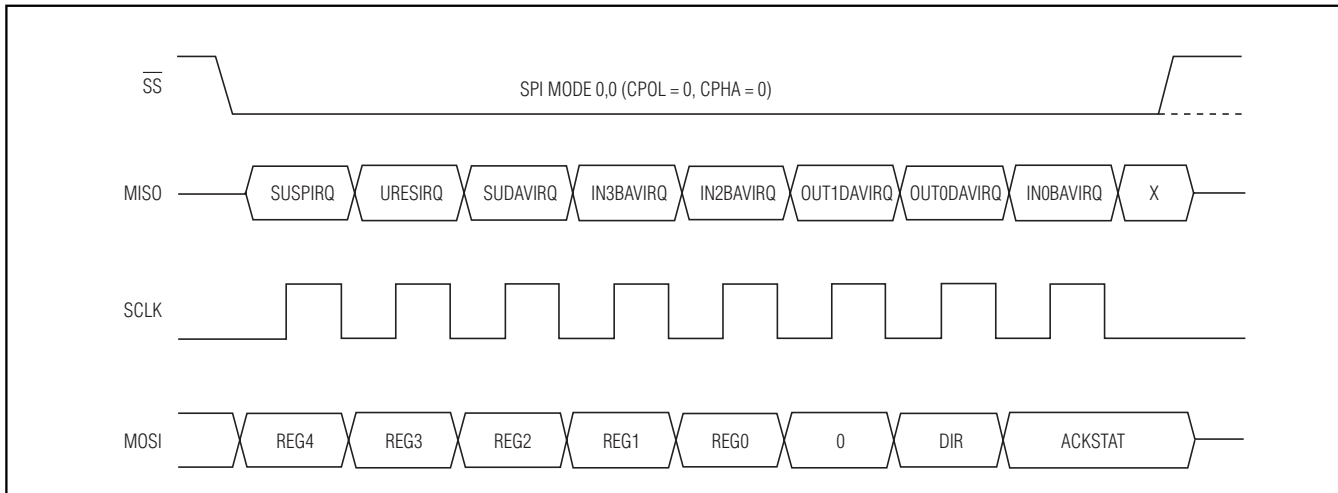 SS
SPI MODE 0,0 (CPOL = 0, CPHA = 0)
MISO SUSPIRQ URESIRQ SUDAVIRQ IN3BAVIRQ IN2BAVIRQ OUT1DAVIRQ OUT0DAVIRQ IN0BAVIRQ X
SCLK
MOSI REG4 REG3 REG2 REG1 REG0 0 DIR ACKSTAT